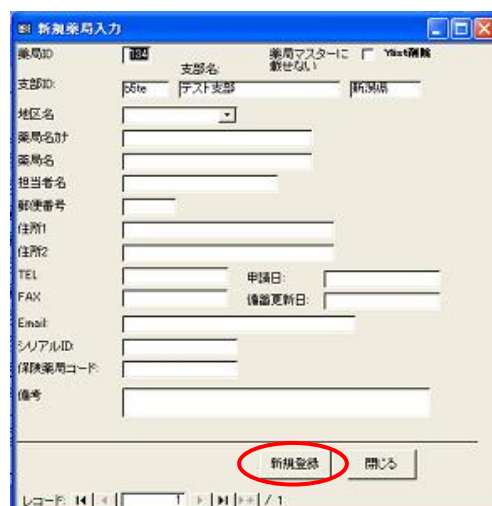 新規薬局入力
薬局ID 184 薬局マスターに載せない Ylist削除
支部名:
支部ID: b5te テスト支部 新潟県
地区名
薬局名カナ
薬局名
担当者名
郵便番号
住所1
住所2
TEL 申請日:
FAX 備蓄更新日:
Email:
シリアルID:
保険薬局コード:
備考
新規登録 閉じる
レコード: 1 / 1